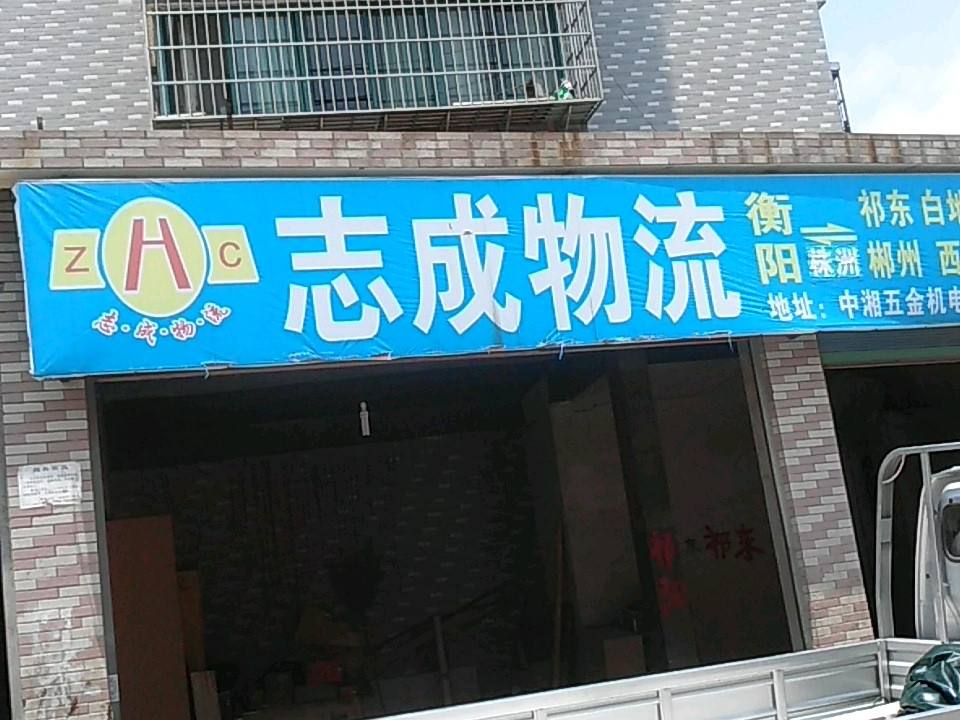 Z H C
志·成·物·流
志成物流
衡阳 ⇌ 祁东 白地
株洲 郴州 西
地址：中湘五金机电
祁东